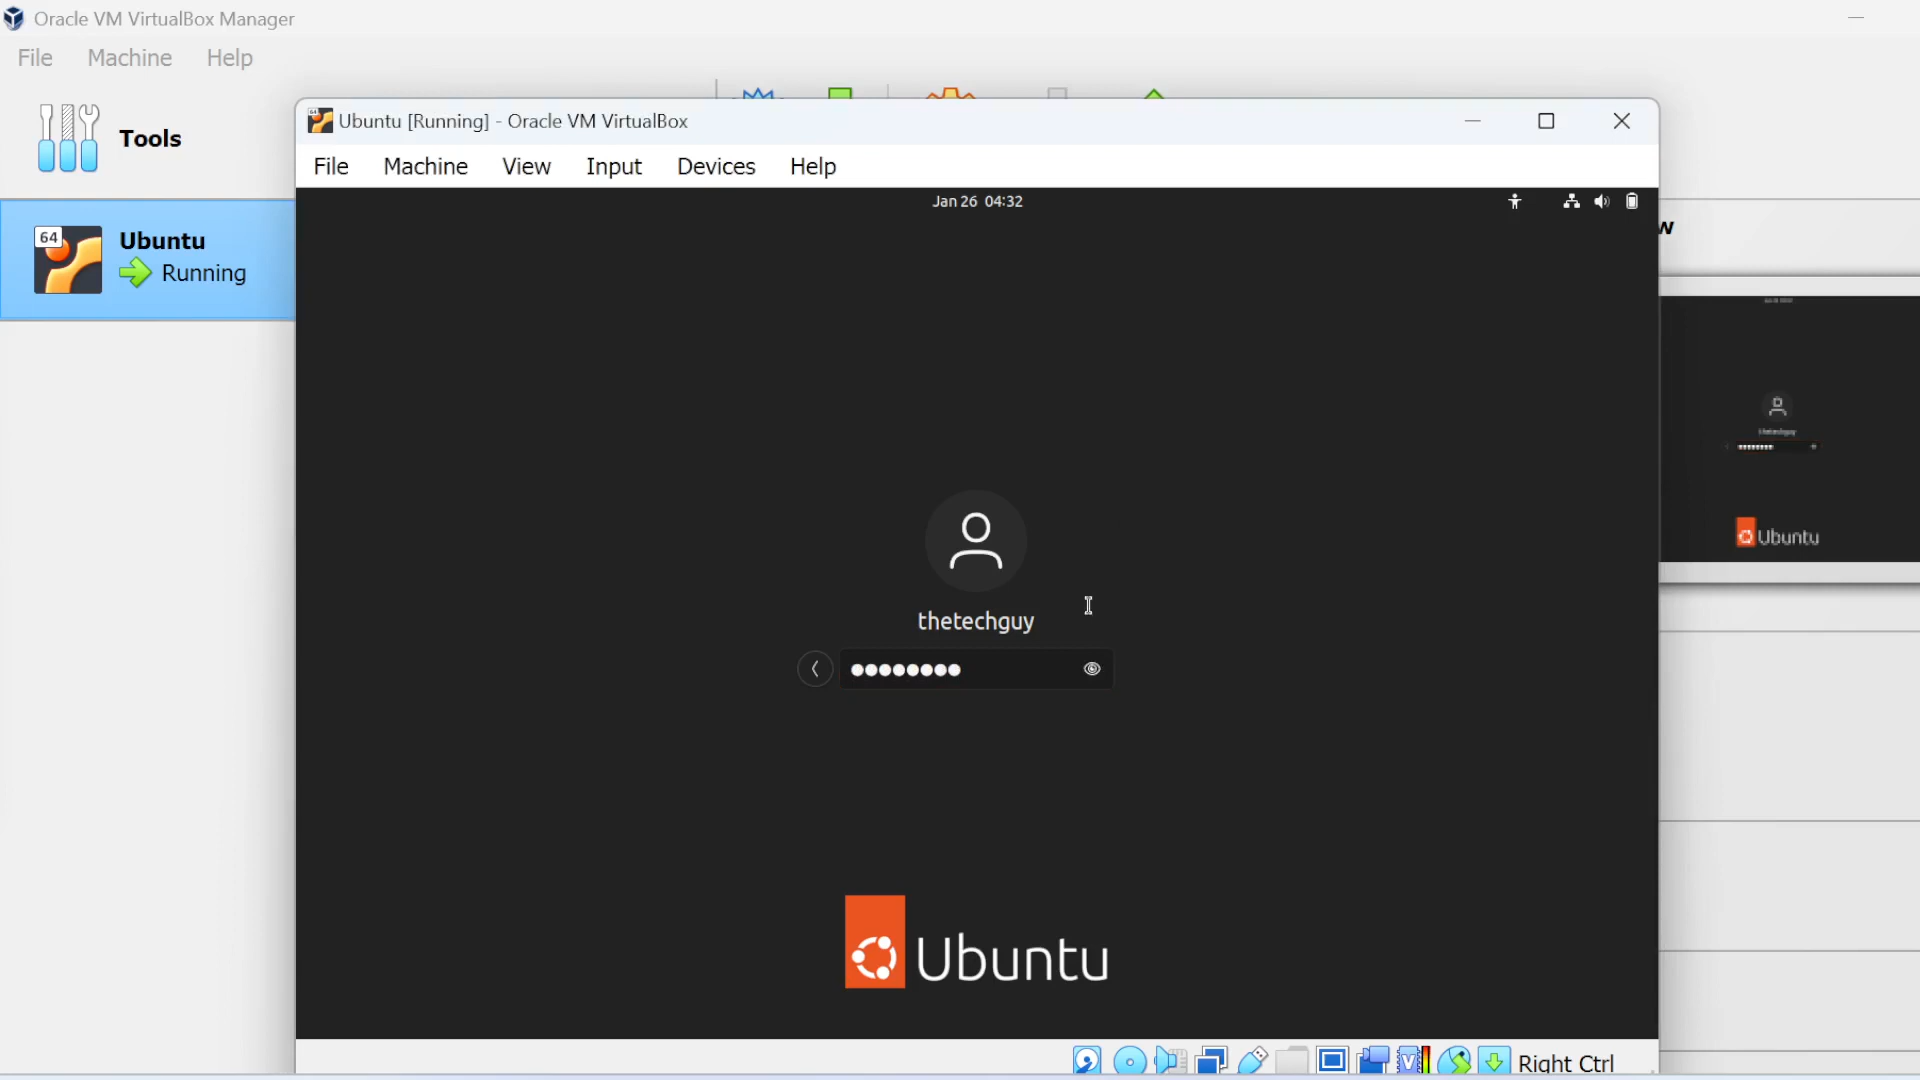 Oracle VM VirtualBox Manager
File Machine Help
Tools
64 Ubuntu
Running
64 Ubuntu [Running] - Oracle VM VirtualBox
File Machine View Input Devices Help
Jan 26 04:32
w
thetechguy
Ubuntu
Ubuntu
V
Right Ctrl